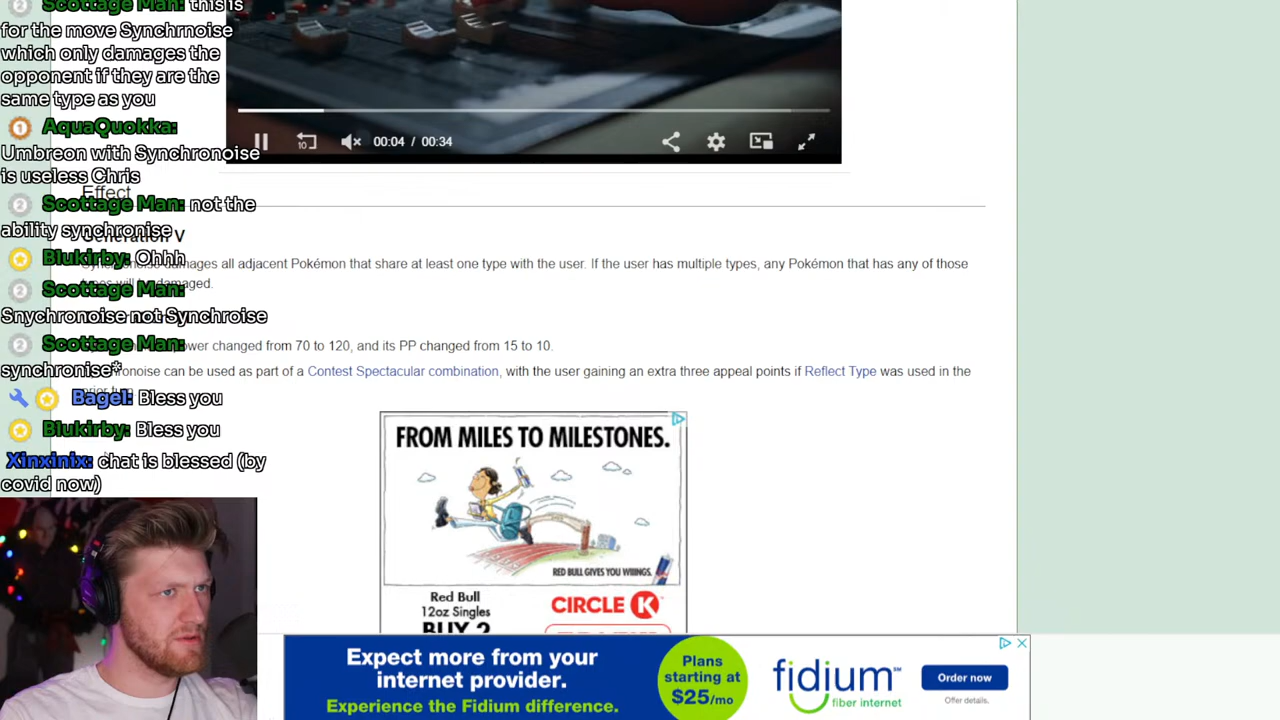 Scottage Man: this is
for the move Synchrnoise
which only damages the
opponent if they are the
same type as you
AquaQuokka:
Umbreon with Synchronoise
is useless Chris
Scottage Man: not the
ability synchronise
Blukirby: Ohhh
Scottage Man:
Snychronoise not Synchroise
Scottage Man:
synchronise*
Bagel: Bless you
Blukirby: Bless you
Xinxinix: chat is blessed (by
covid now)
10
00:04 / 00:34
Effect
Generation V
damages all adjacent Pokémon that share at least one type with the user. If the user has multiple types, any Pokémon that has any of those
damaged.
power changed from 70 to 120, and its PP changed from 15 to 10.
Synchronoise can be used as part of a Contest Spectacular combination, with the user gaining an extra three appeal points if Reflect Type was used in the
prior turn
FROM MILES TO MILESTONES.
RED BULL GIVES YOU WIIINGS.
Red Bull
12oz Singles
BUY 2
CIRCLE K
Expect more from your
internet provider.
Experience the Fidium difference.
Plans
starting at
$25/mo
fidium
fiber internet
Order now
Offer details.